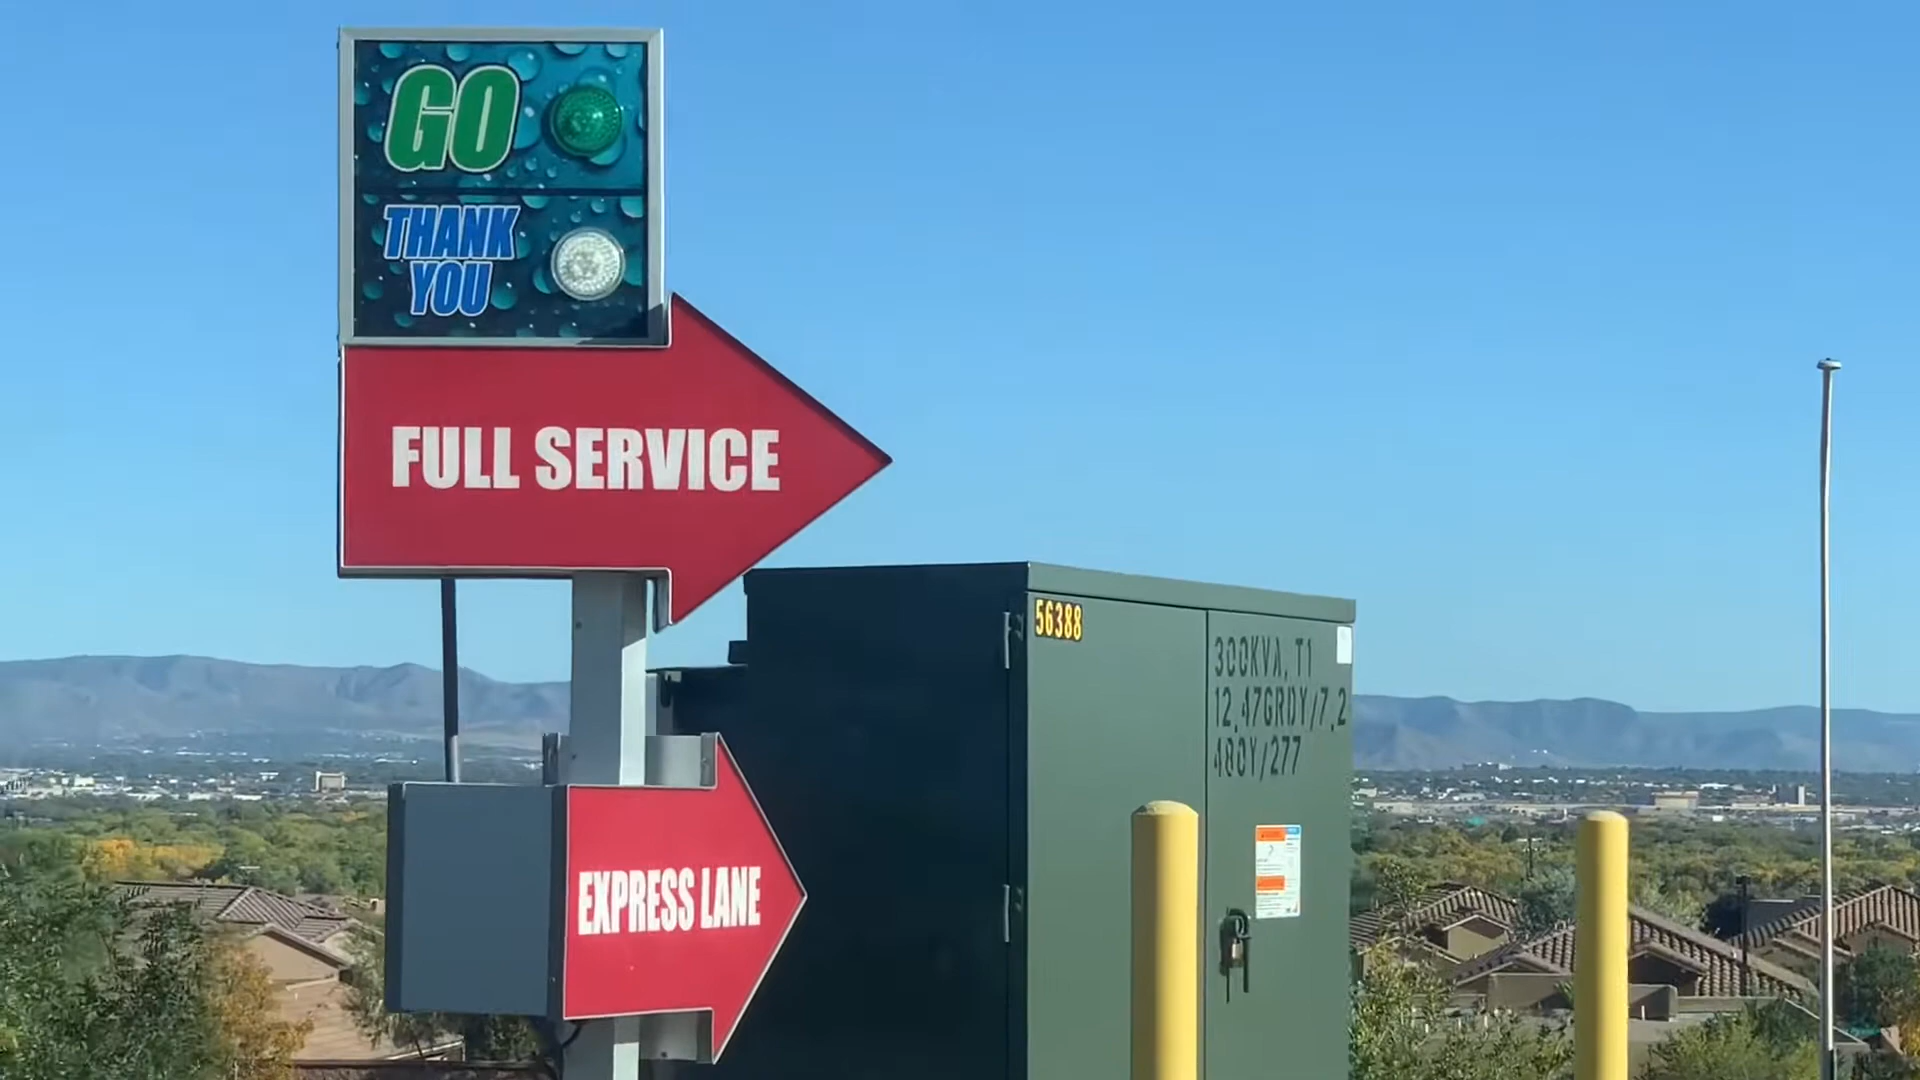 GO
THANK
YOU
FULL SERVICE
EXPRESS LANE
56388
300KVA, T1
12.47GRDY/7.2
480Y/277